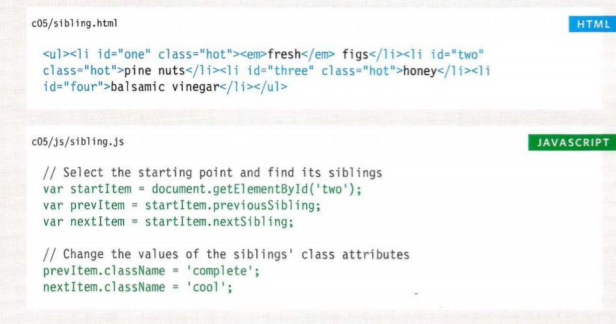 c05/sibling.html
HTML
<ul><li id="one" class="hot"><em>fresh</em> figs</li><li id="two"
class="hot">pine nuts</li><li id="three" class="hot">honey</li><li
id="four">balsamic vinegar</li></ul>
c05/js/sibling.js
JAVASCRIPT
// Select the starting point and find its siblings
var startItem = document.getElementById('two');
var prevItem = startItem.previousSibling;
var nextItem = startItem.nextSibling;
// Change the values of the siblings' class attributes
prevItem.className = 'complete';
nextItem.className = 'cool';